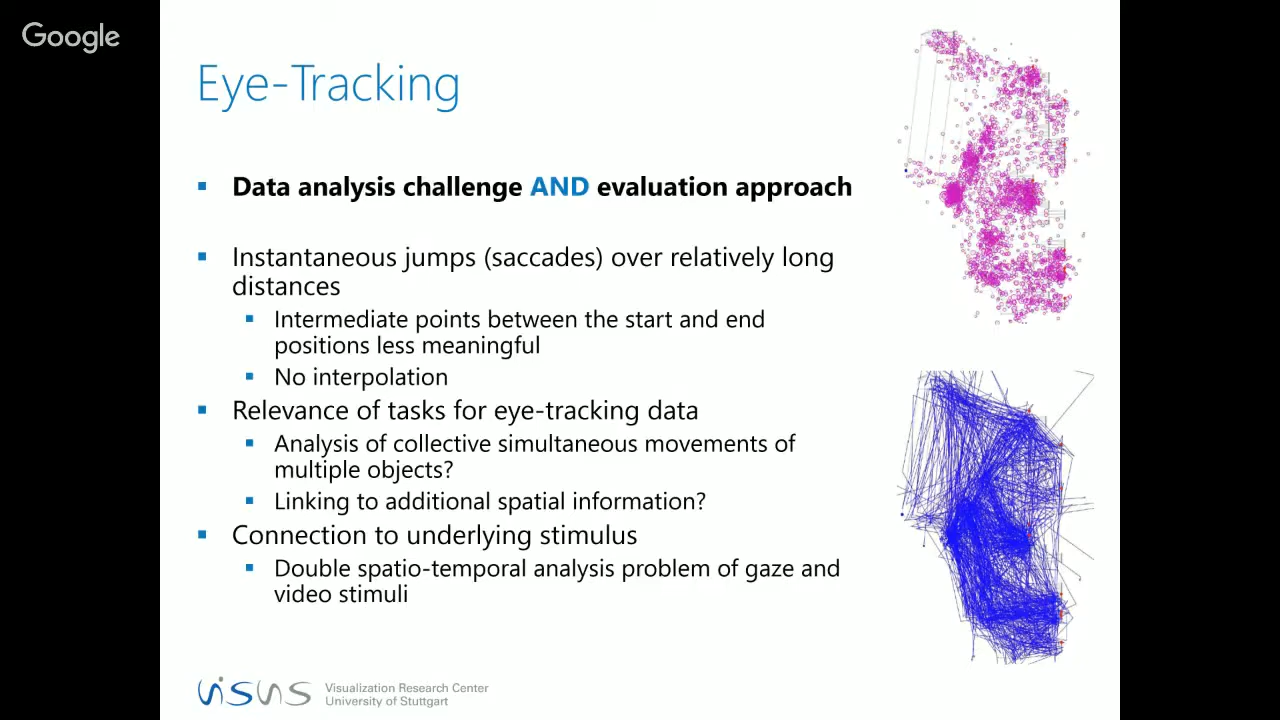 Google
Eye-Tracking
Data analysis challenge AND evaluation approach
Instantaneous jumps (saccades) over relatively long
distances
Intermediate points between the start and end
positions less meaningful
No interpolation
Relevance of tasks for eye-tracking data
Analysis of collective simultaneous movements of
multiple objects?
Linking to additional spatial information?
Connection to underlying stimulus
Double spatio-temporal analysis problem of gaze and
video stimuli
visus
Visualization Research Center
University of Stuttgart